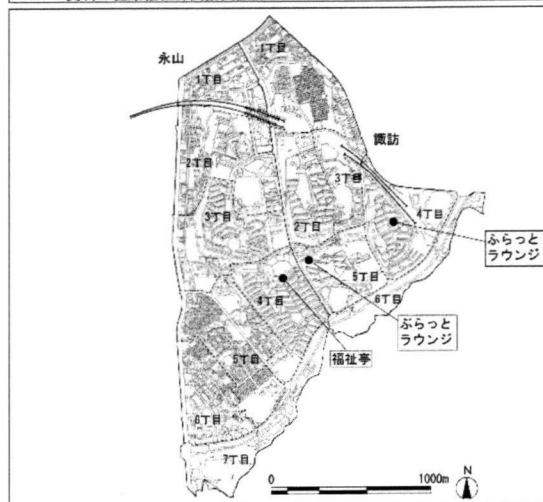 永山
1丁目
1丁目
諏訪
2丁目
3丁目
3丁目
2丁目
4丁目
ふらっと
ラウンジ
5丁目
6丁目
4丁目
ふらっと
ラウンジ
福祉亭
5丁目
6丁目
7丁目
0
1000m
N